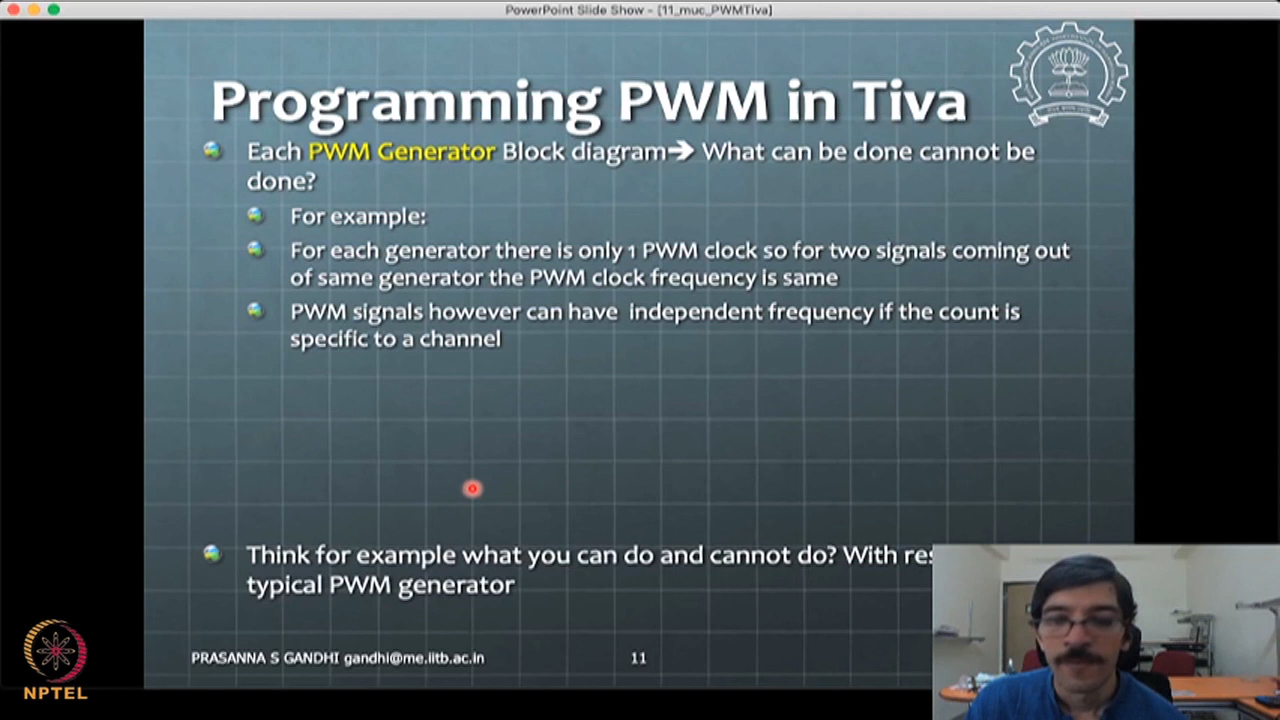 PowerPoint Slide Show - [11_muc_PWMTiva]
Programming PWM in Tiva
Each PWM Generator Block diagram➔ What can be done cannot be
done?
For example:
For each generator there is only 1 PWM clock so for two signals coming out
of same generator the PWM clock frequency is same
PWM signals however can have independent frequency if the count is
specific to a channel
Think for example what you can do and cannot do? With
typical PWM generator
PRASANNA S GANDHI gandhi@me.iitb.ac.in
11
NPTEL